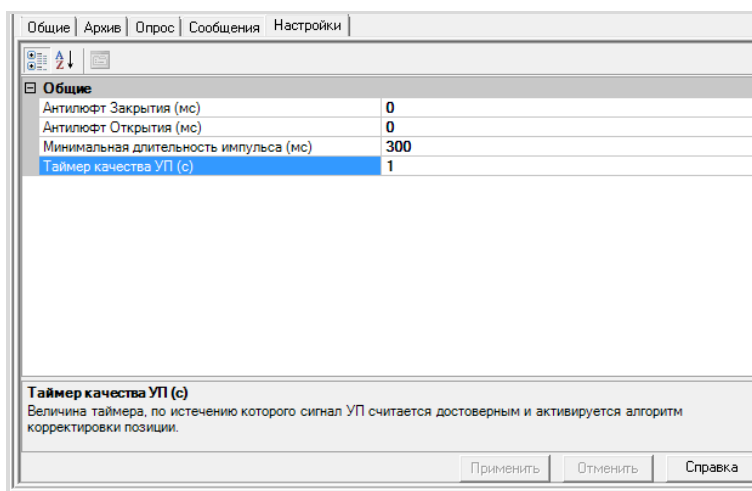 Общие Архив Опрос Сообщения Настройки
Общие
Антилюфт Закрытия (мс) 0
Антилюфт Открытия (мс) 0
Минимальная длительность импульса (мс) 300
Таймер качества УП (с) 1
Таймер качества УП (с)
Величина таймера, по истечению которого сигнал УП считается достоверным и активируется алгоритм
корректировки позиции.
Применить Отменить Справка